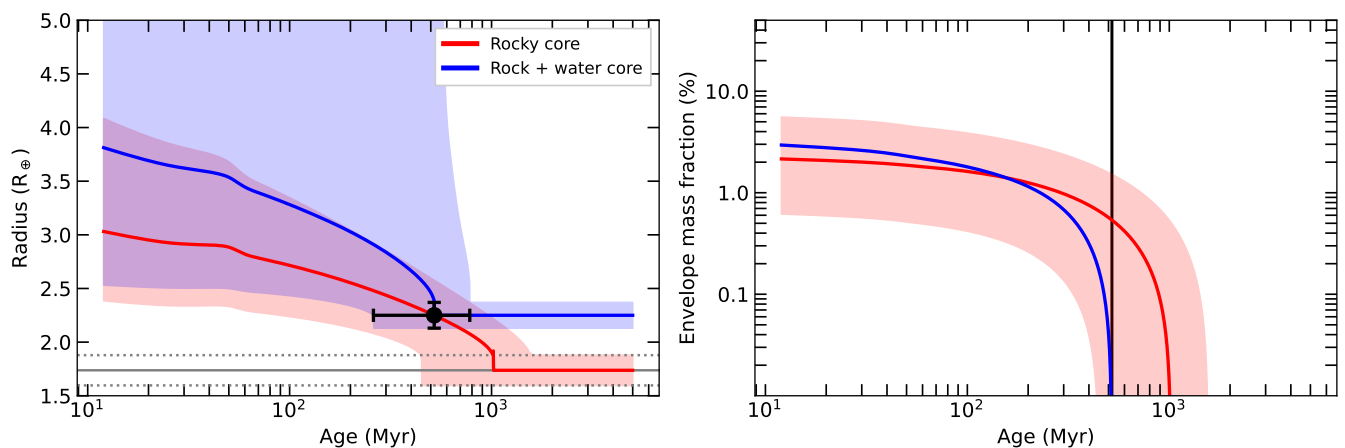 5.0
4.5
4.0
3.5
3.0
2.5
2.0
1.5
Radius (R⊕)
10¹ 10² 10³
Age (Myr)
Rocky core
Rock + water core
10.0
1.0
0.1
Envelope mass fraction (%)
10¹ 10² 10³
Age (Myr)